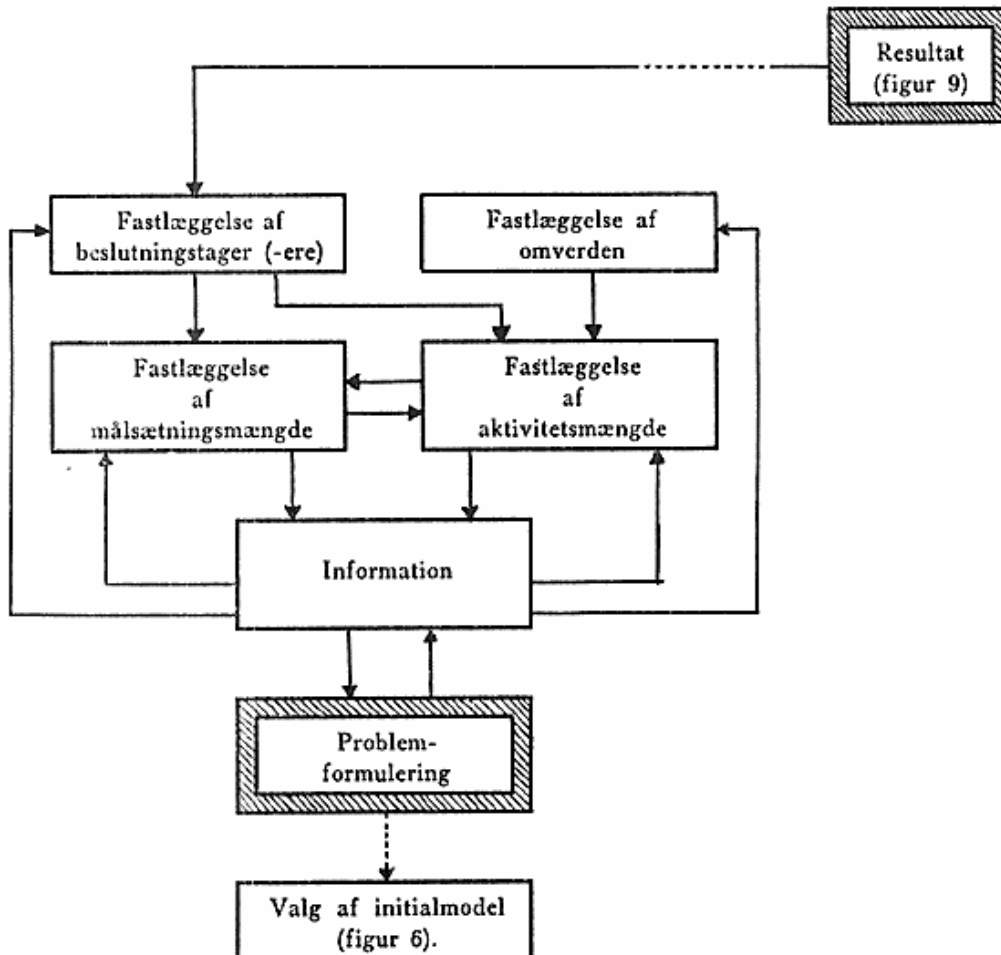 Resultat
(figur 9)
Fastlæggelse af
beslutningstager (-ere)
Fastlæggelse af
omverden
Fastlæggelse
af
målsætningsmængde
Fastlæggelse
af
aktivitetsmængde
Information
Problem-
formulering
Valg af initialmodel
(figur 6).